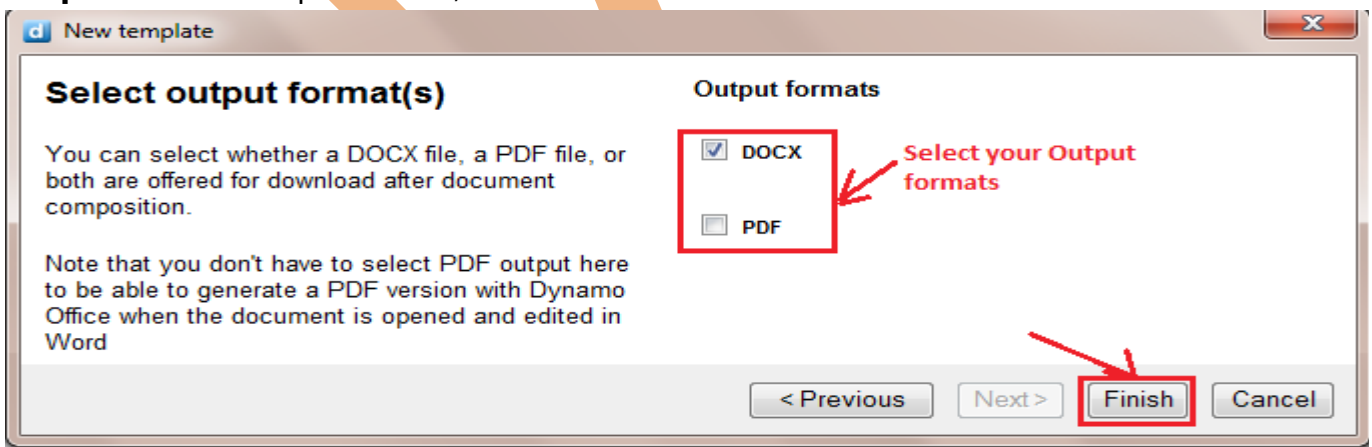 New template
Select output format(s)
You can select whether a DOCX file, a PDF file, or
both are offered for download after document
composition.
Note that you don't have to select PDF output here
to be able to generate a PDF version with Dynamo
Office when the document is opened and edited in
Word
Output formats
DOCX
PDF
Select your Output
formats
< Previous
Next >
Finish
Cancel